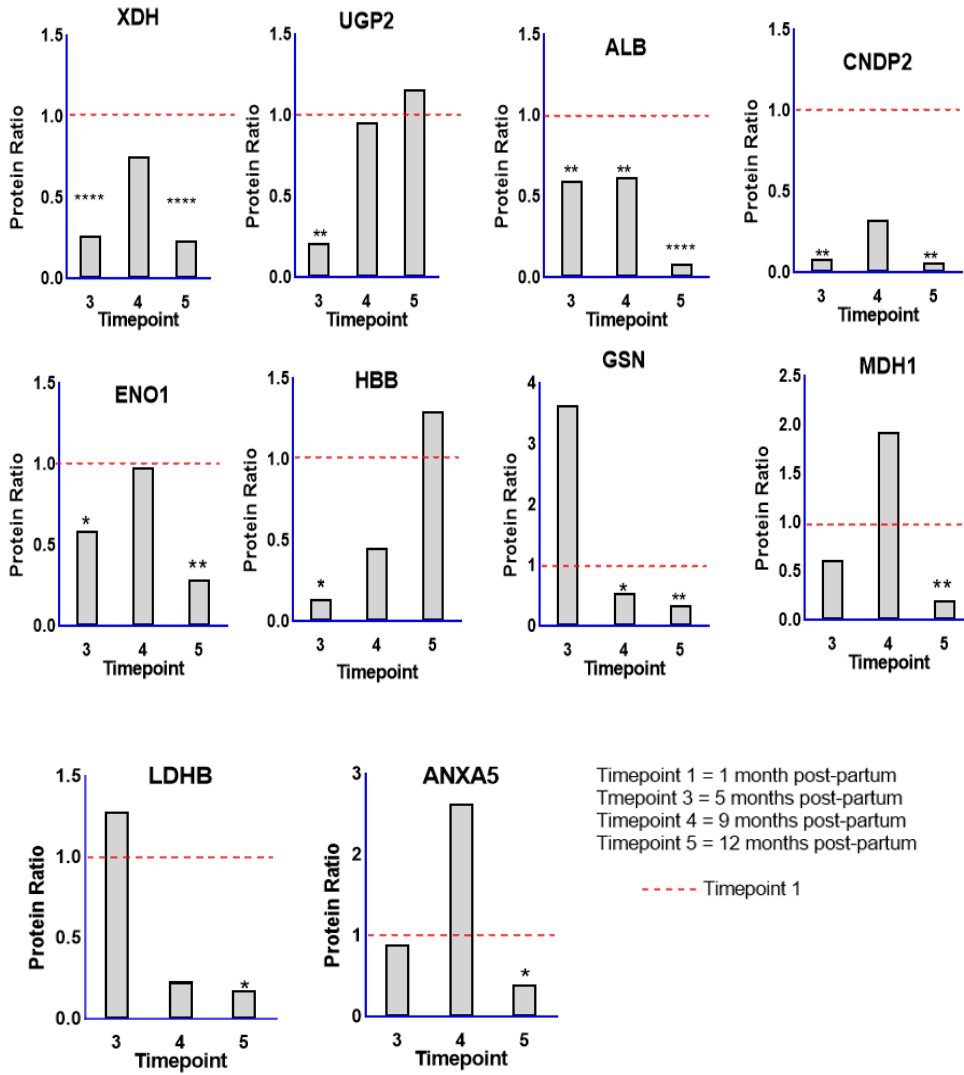 XDH
1.5
1.0
0.5
0.0
Protein Ratio
****
****
3 4 5
Timepoint
UGP2
1.5
1.0
0.5
0.0
Protein Ratio
**
3 4 5
Timepoint
ALB
1.5
1.0
0.5
0.0
Protein Ratio
**
**
****
3 4 5
Timepoint
CNDP2
1.5
1.0
0.5
0.0
Protein Ratio
**
**
3 4 5
Timepoint
ENO1
1.5
1.0
0.5
0.0
Protein Ratio
*
**
3 4 5
Timepoint
HBB
1.5
1.0
0.5
0.0
Protein Ratio
*
3 4 5
Timepoint
GSN
4
3
2
1
0
Protein Ratio
*
**
3 4 5
Timepoint
MDH1
2.5
2.0
1.5
1.0
0.5
0.0
Protein Ratio
**
3 4 5
Timepoint
LDHB
1.5
1.0
0.5
0.0
Protein Ratio
*
3 4 5
Timepoint
ANXA5
3
2
1
0
Protein Ratio
*
3 4 5
Timepoint
Timepoint 1 = 1 month post-partum
Tmepoint 3 = 5 months post-partum
Timepoint 4 = 9 months post-partum
Timepoint 5 = 12 months post-partum
Timepoint 1